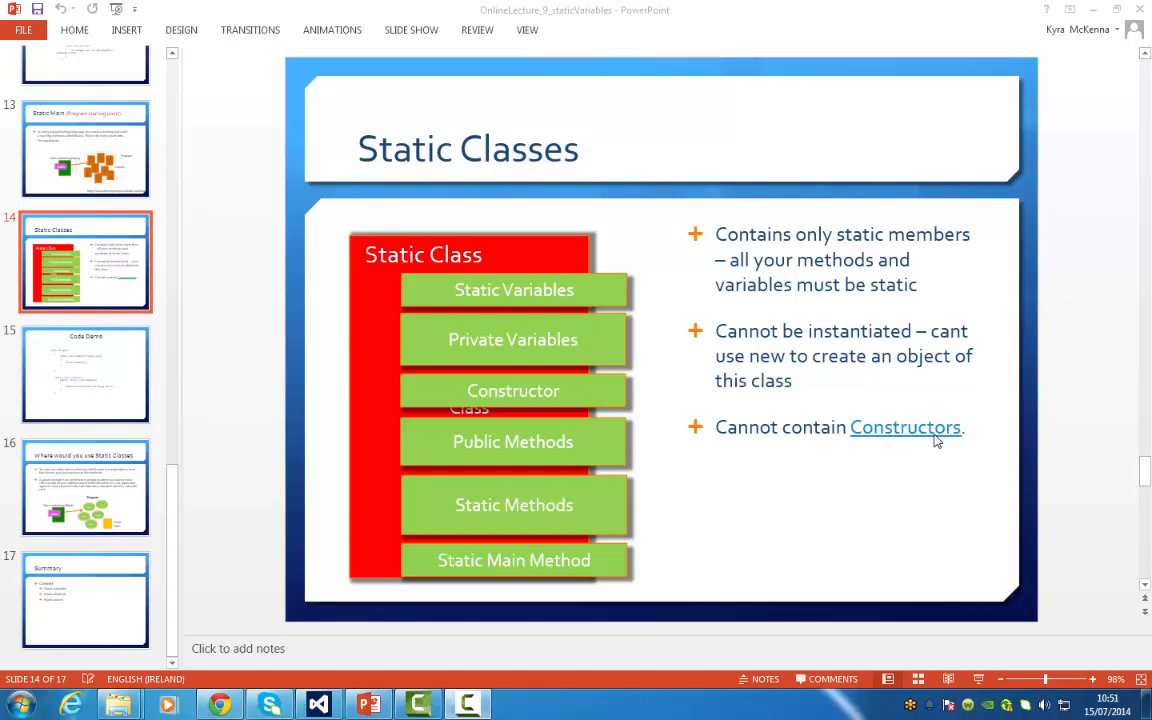 OnlineLecture_9_staticVariables - PowerPoint
FILE HOME INSERT DESIGN TRANSITIONS ANIMATIONS SLIDE SHOW REVIEW VIEW
Kyra McKenna
13
Static Main (Program starting point)
14
Static Classes
15
Code Demo
16
Where would you use Static Classes
17
Summary
Static Classes
Static Class
Static Variables
Private Variables
Constructor
Class
Public Methods
Static Methods
Static Main Method
Contains only static members
– all your methods and
variables must be static
Cannot be instantiated – cant
use new to create an object of
this class
Cannot contain Constructors.
Click to add notes
SLIDE 14 OF 17
ENGLISH (IRELAND)
NOTES
COMMENTS
98%
10:51
15/07/2014